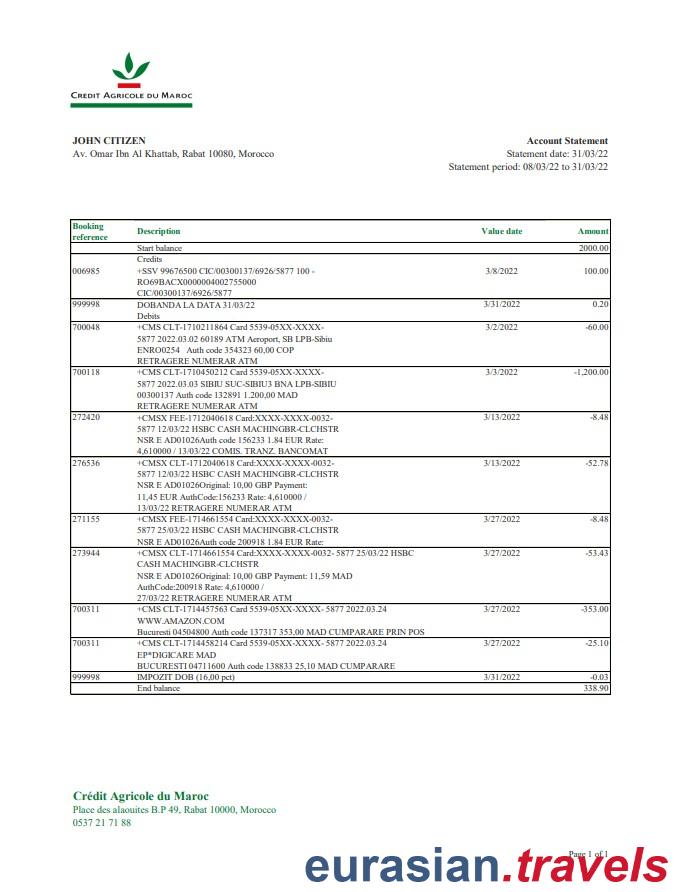 CREDIT AGRICOLE DU MAROC
JOHN CITIZEN
Av. Omar Ibn Al Khattab, Rabat 10080, Morocco
Account Statement
Statement date: 31/03/22
Statement period: 08/03/22 to 31/03/22
Booking reference Description Value date Amount
Start balance 2000.00
Credits
006985 +SSV 99676500 CIC/00300137/6926/5877 100 - 3/8/2022 100.00
RO69BACX0000004002755000
CIC/00300137/6926/5877
999998 DOBANDA LA DATA 31/03/22 3/31/2022 0.20
Debits
700048 +CMS CLT-1710211864 Card 5539-05XX-XXXX- 3/2/2022 -60.00
5877 2022.03.02 60189 ATM Aeroport, SB LPB-Sibiu
ENRO0254 Auth code 354323 60,00 COP
RETRAGERE NUMERAR ATM
700118 +CMS CLT-1710450212 Card 5539-05XX-XXXX- 3/3/2022 -1,200.00
5877 2022.03.03 SIBIU SUC-SIBIU3 BNA LPB-SIBIU
00300137 Auth code 132891 1.200,00 MAD
RETRAGERE NUMERAR ATM
272420 +CMSX FEE-1712040618 Card:XXXX-XXXX-0032- 3/13/2022 -8.48
5877 12/03/22 HSBC CASH MACHINGBR-CLCHSTR
NSR E AD01026Auth code 156233 1.84 EUR Rate:
4,610000 / 13/03/22 COMIS. TRANZ. BANCOMAT
276536 +CMSX CLT-1712040618 Card:XXXX-XXXX-0032- 3/13/2022 -52.78
5877 12/03/22 HSBC CASH MACHINGBR-CLCHSTR
NSR E AD01026Original: 10,00 GBP Payment:
11,45 EUR AuthCode:156233 Rate: 4,610000 /
13/03/22 RETRAGERE NUMERAR ATM
271155 +CMSX FEE-1714661554 Card:XXXX-XXXX-0032- 3/27/2022 -8.48
5877 25/03/22 HSBC CASH MACHINGBR-CLCHSTR
NSR E AD01026Auth code 200918 1.84 EUR Rate:
273944 +CMSX CLT-1714661554 Card:XXXX-XXXX-0032- 5877 25/03/22 HSBC 3/27/2022 -53.43
CASH MACHINGBR-CLCHSTR
NSR E AD01026Original: 10,00 GBP Payment: 11,59 MAD
AuthCode:200918 Rate: 4,610000 /
27/03/22 RETRAGERE NUMERAR ATM
700311 +CMS CLT-1714457563 Card 5539-05XX-XXXX- 5877 2022.03.24 3/27/2022 -353.00
WWW.AMAZON.COM
Bucuresti 04504800 Auth code 137317 353,00 MAD CUMPARARE PRIN POS
700311 +CMS CLT-1714458214 Card 5539-05XX-XXXX- 5877 2022.03.24 3/27/2022 -25.10
EP*DIGICARE MAD
BUCURESTI 04711600 Auth code 138833 25,10 MAD CUMPARARE
999998 IMPOZIT DOB (16,00 pct) 3/31/2022 -0.03
End balance 338.90
Crédit Agricole du Maroc
Place des alaouites B.P 49, Rabat 10000, Morocco
0537 21 71 88
Page 1 of 1
eurasian.travels